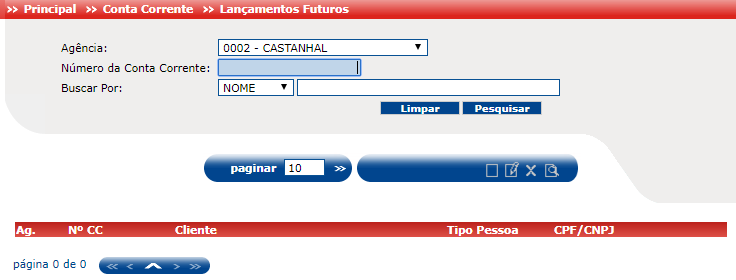 >> Principal >> Conta Corrente >> Lançamentos Futuros
Agência: 0002 - CASTANHAL
Número da Conta Corrente:
Buscar Por: NOME
Limpar Pesquisar
paginar 10 >>
Ag. Nº CC Cliente Tipo Pessoa CPF/CNPJ
página 0 de 0